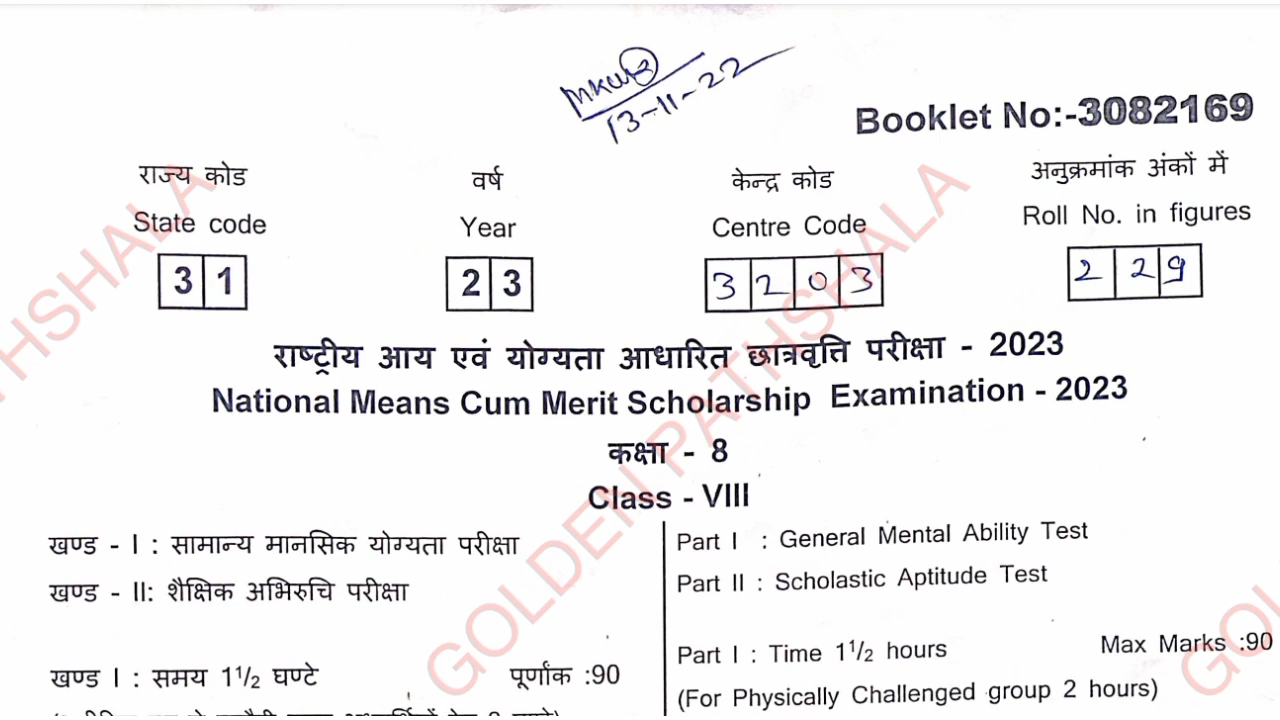 13-11-22
Booklet No:-3082169
राज्य कोड वर्ष केन्द्र कोड अनुक्रमांक अंकों में
State code Year Centre Code Roll No. in figures
3 1 2 3 3 2 0 3 2 2 9
राष्ट्रीय आय एवं योग्यता आधारित छात्रवृत्ति परीक्षा - 2023
National Means Cum Merit Scholarship Examination - 2023
कक्षा - 8
Class - VIII
खण्ड - I : सामान्य मानसिक योग्यता परीक्षा
खण्ड - II: शैक्षिक अभिरुचि परीक्षा
खण्ड I : समय 1½ घण्टे पूर्णांक :90
Part I : General Mental Ability Test
Part II : Scholastic Aptitude Test
Part I : Time 1½ hours Max Marks :90
(For Physically Challenged group 2 hours)
GOLDEN PATHSHALA